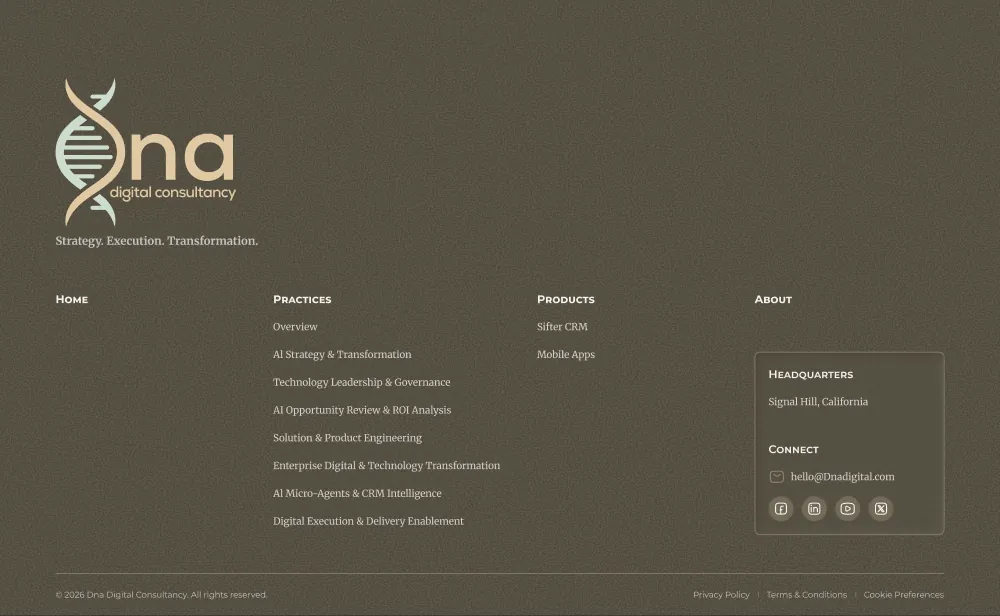 Dna
digital consultancy
Strategy. Execution. Transformation.
Home
Practices
Overview
AI Strategy & Transformation
Technology Leadership & Governance
AI Opportunity Review & ROI Analysis
Solution & Product Engineering
Enterprise Digital & Technology Transformation
AI Micro-Agents & CRM Intelligence
Digital Execution & Delivery Enablement
Products
Sifter CRM
Mobile Apps
About
Headquarters
Signal Hill, California
Connect
hello@Dnadigital.com
© 2026 Dna Digital Consultancy. All rights reserved.
Privacy Policy | Terms & Conditions | Cookie Preferences